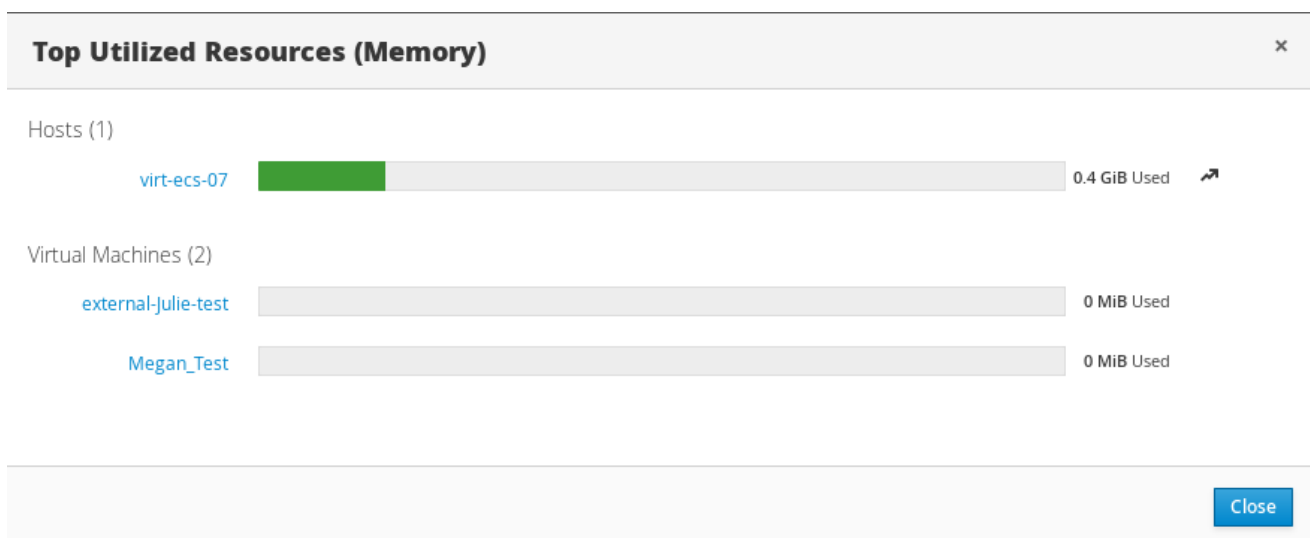 Top Utilized Resources (Memory) ×
Hosts (1)
virt-ecs-07 0.4 GiB Used
Virtual Machines (2)
external-Julie-test 0 MiB Used
Megan_Test 0 MiB Used
Close